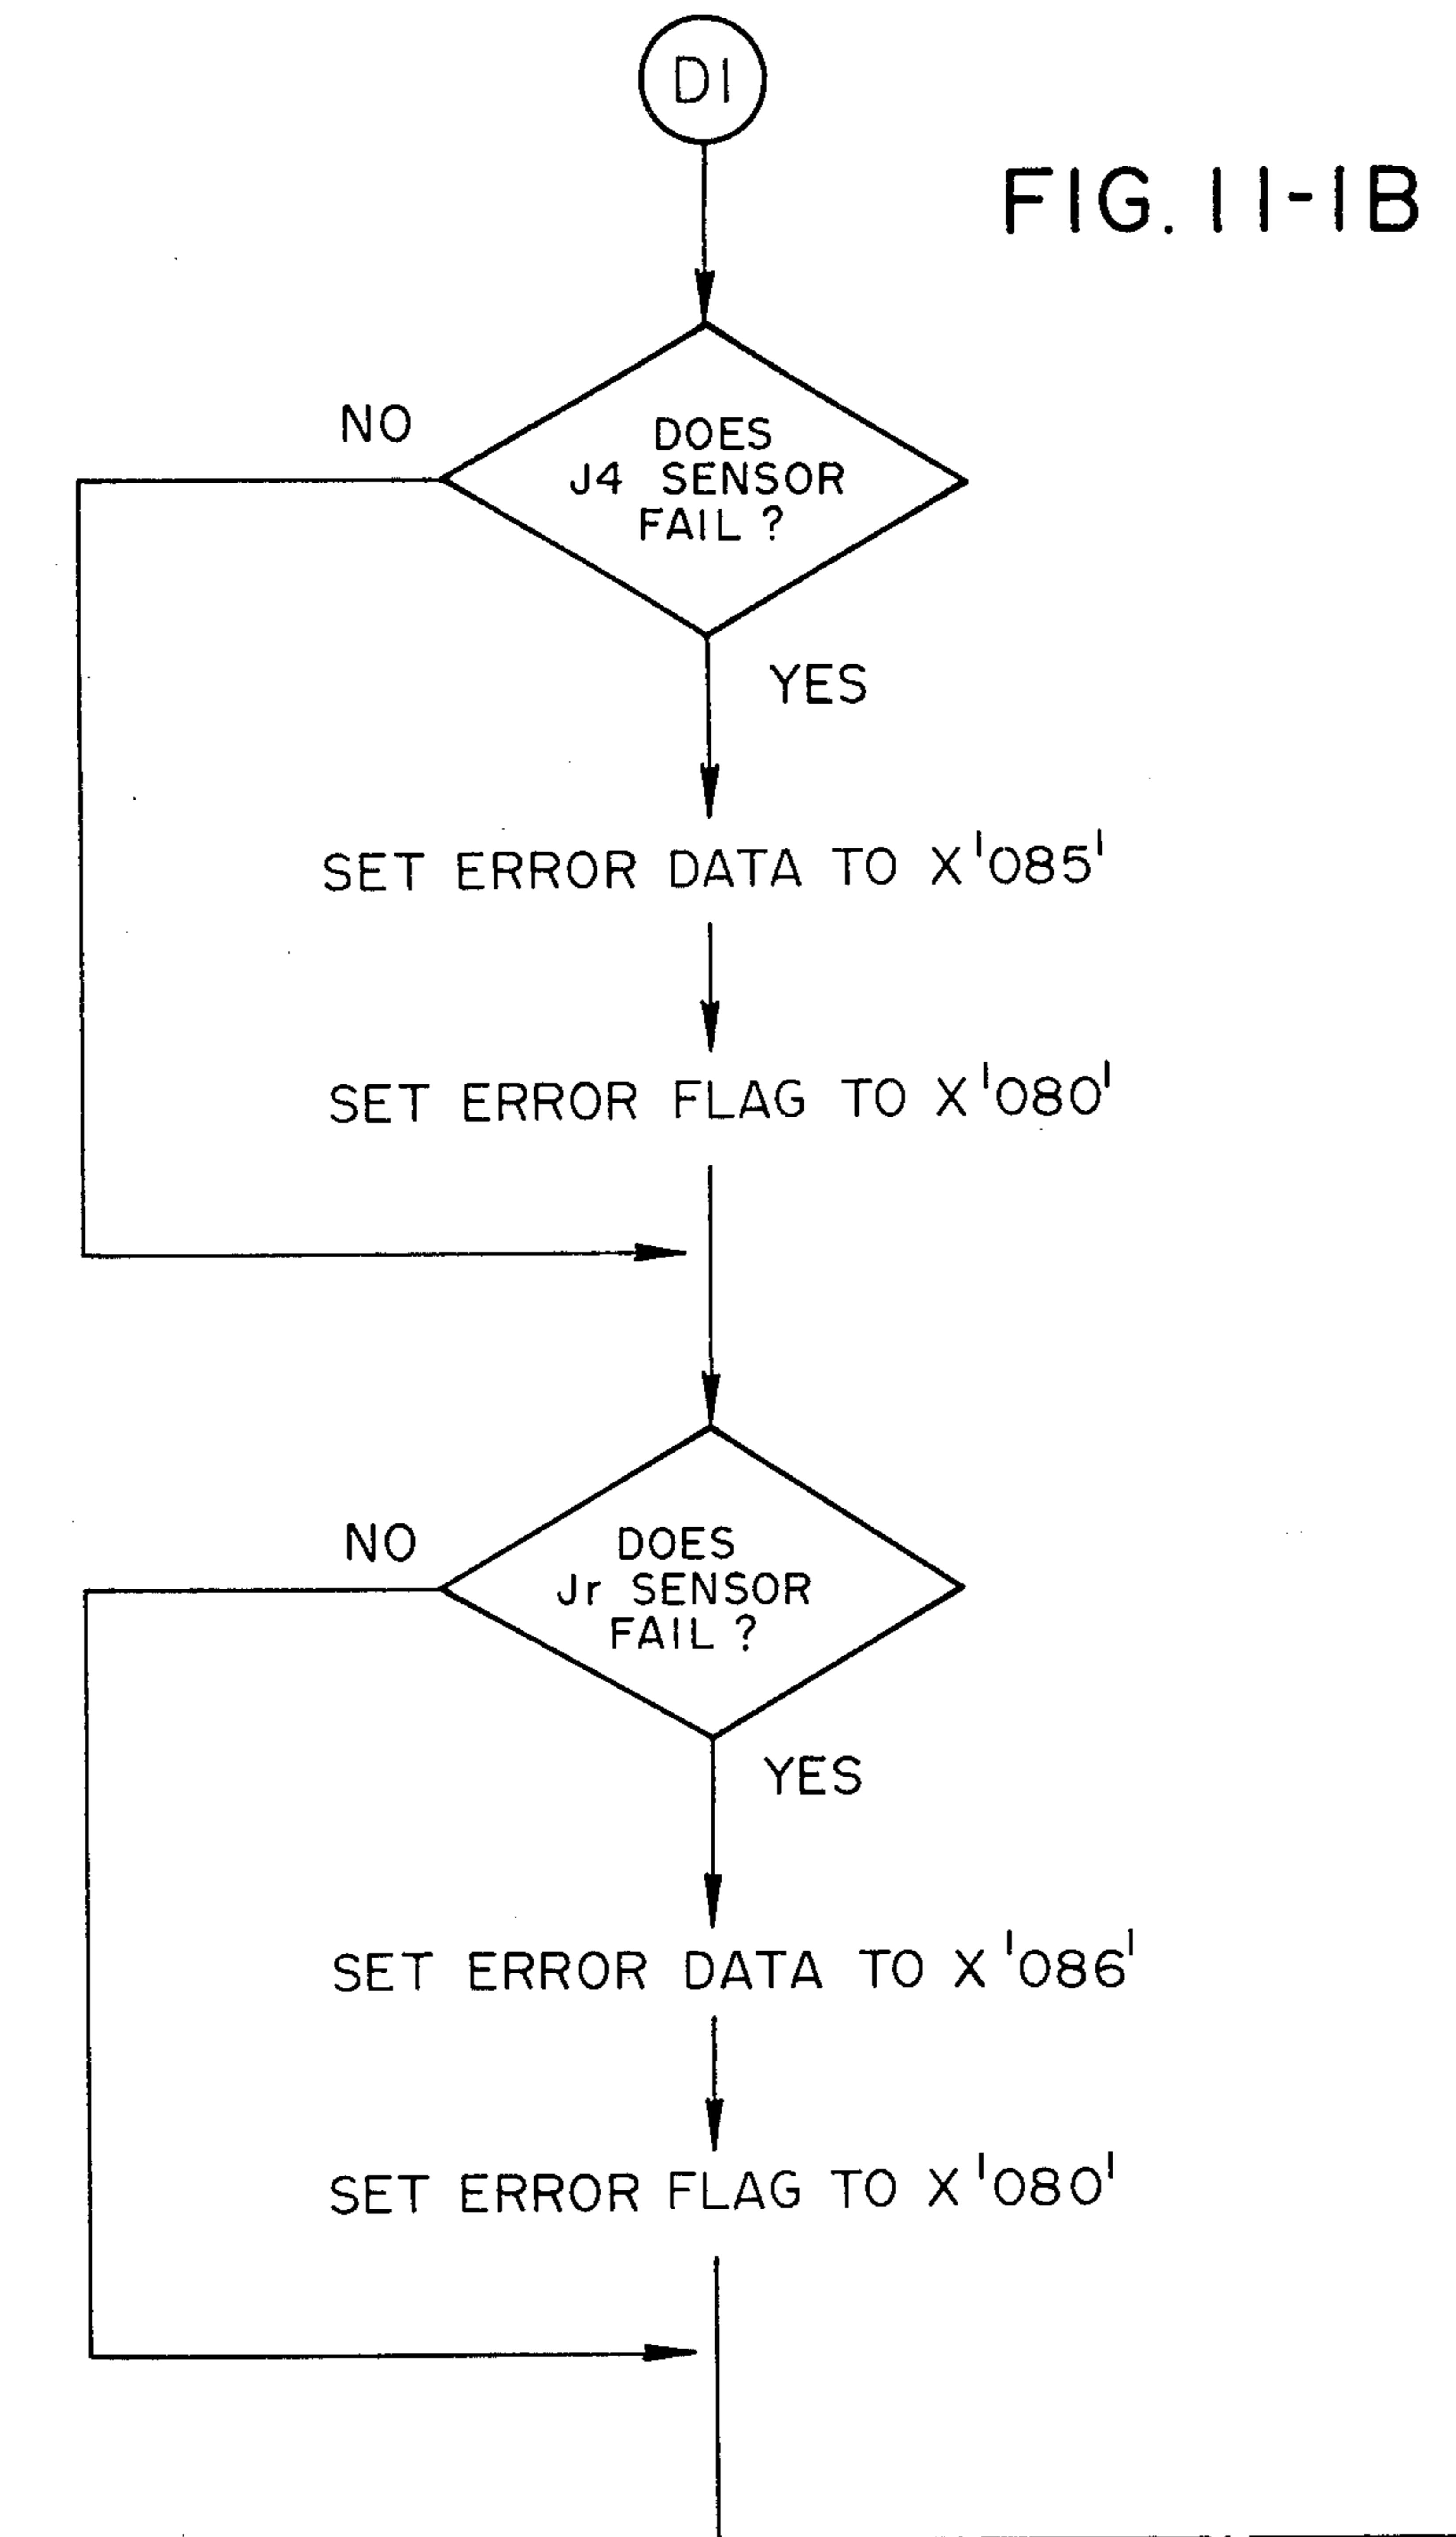 D1
FIG. 11-1B
DOES
J4 SENSOR
FAIL ?
NO
YES
SET ERROR DATA TO X'085'
SET ERROR FLAG TO X'080'
DOES
Jr SENSOR
FAIL ?
NO
YES
SET ERROR DATA TO X'086'
SET ERROR FLAG TO X'080'